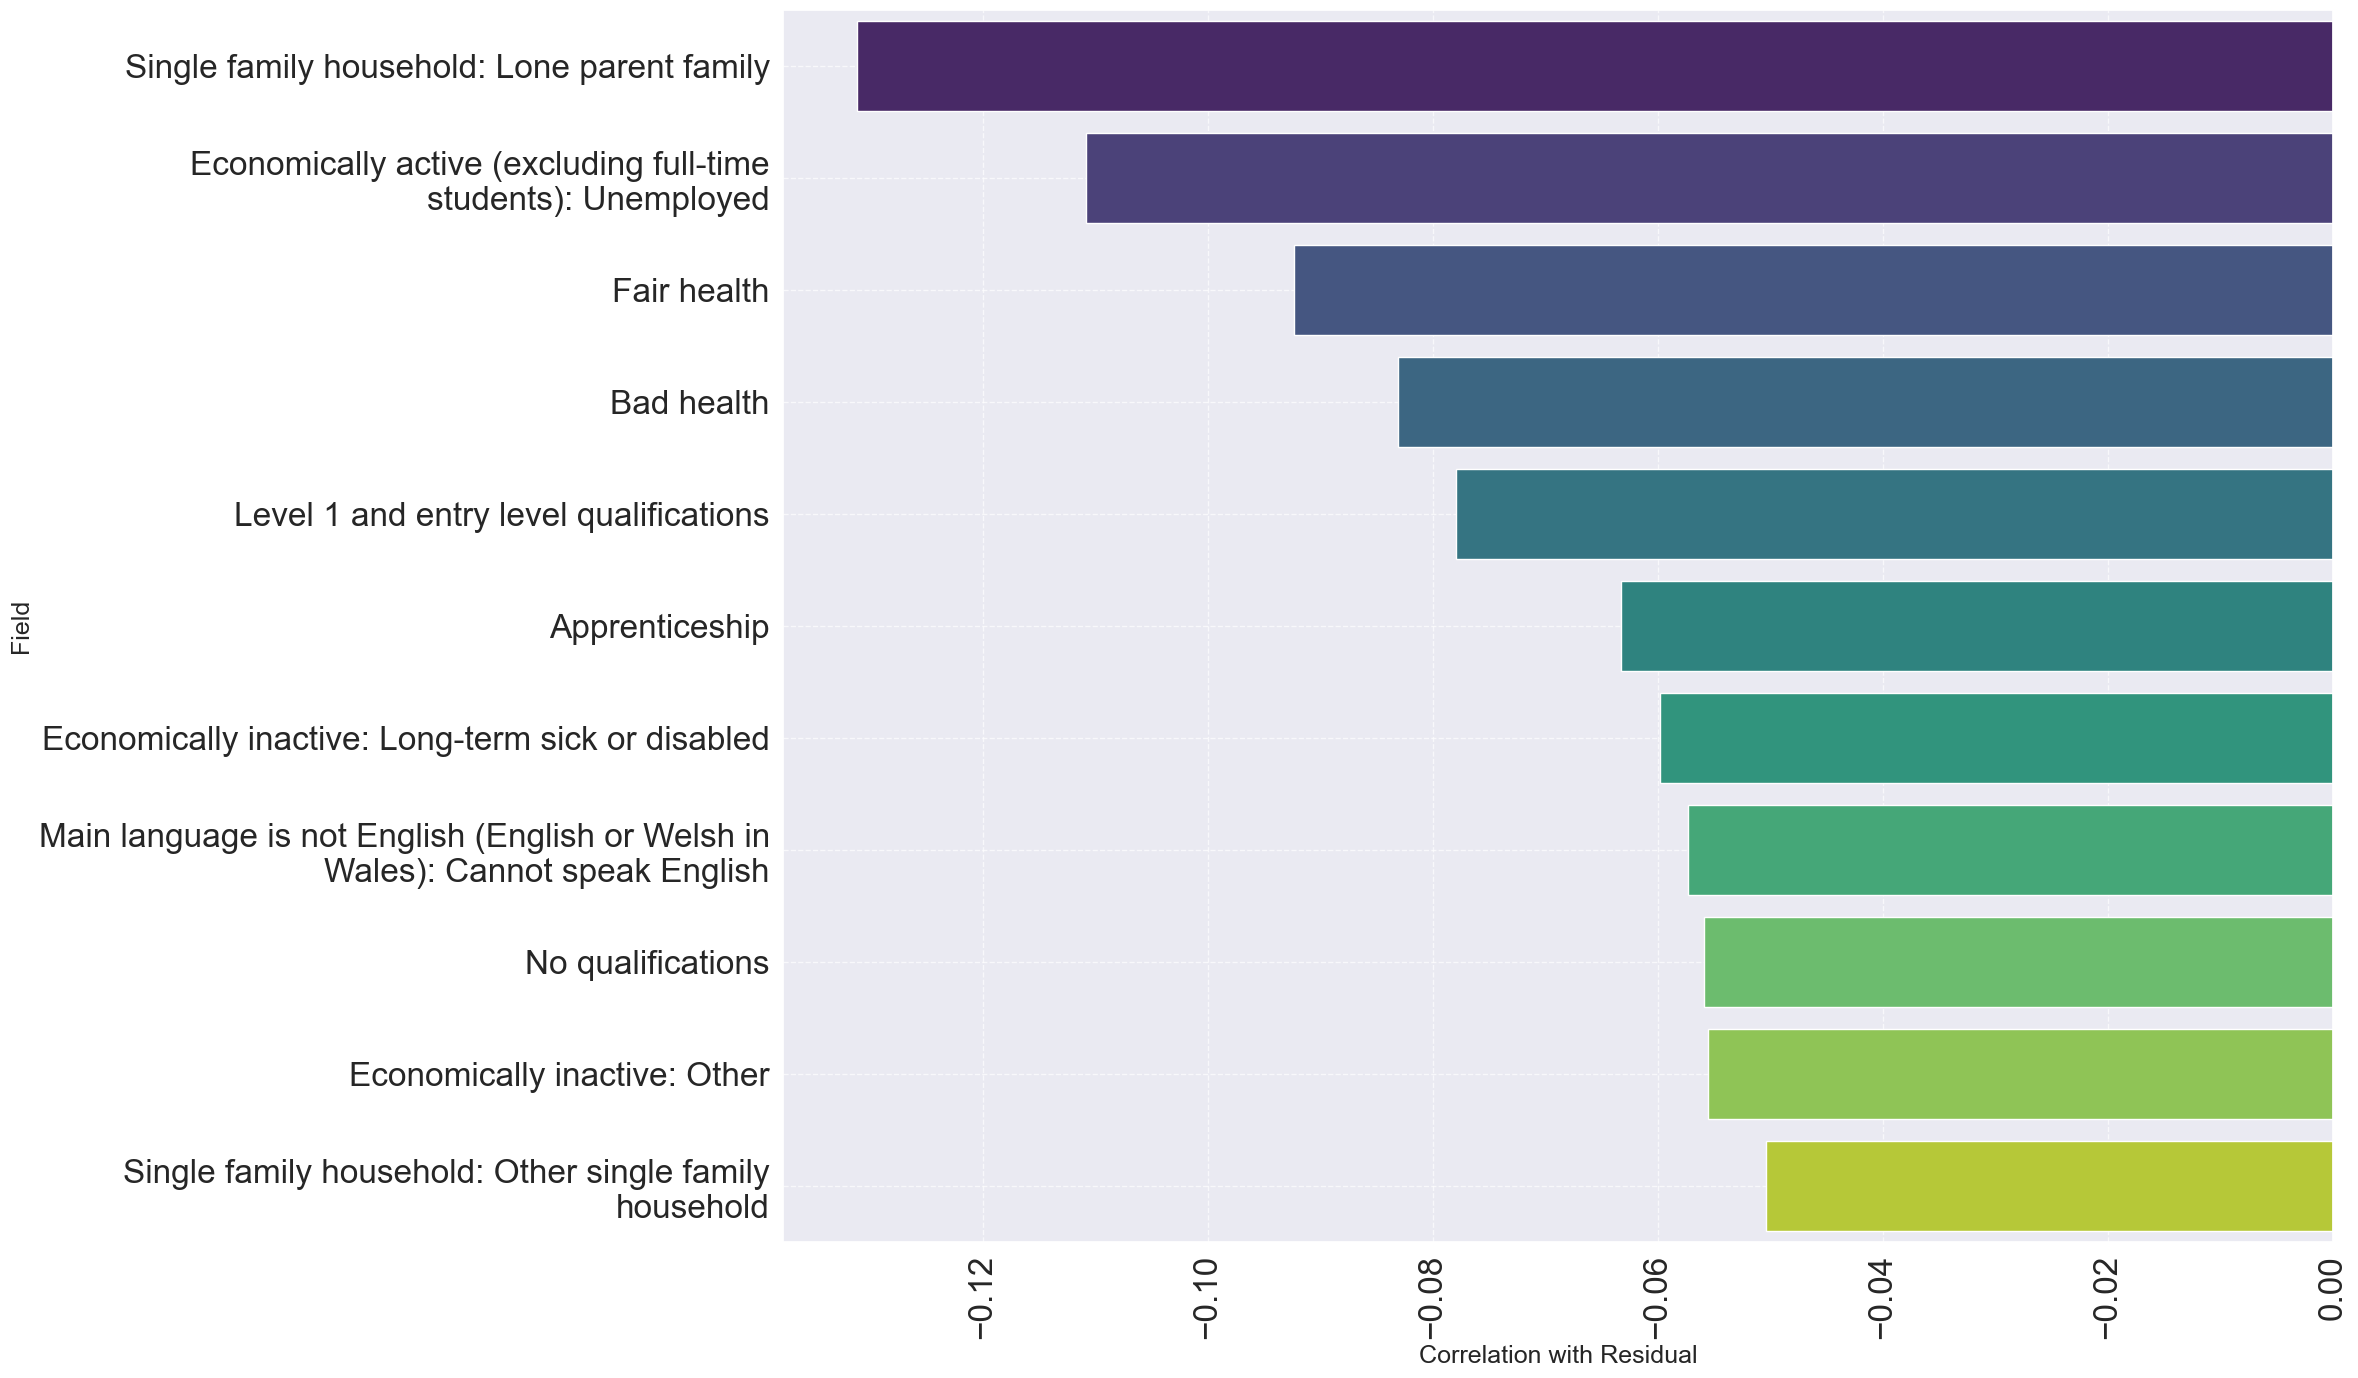 Single family household: Lone parent family
Economically active (excluding full-time
students): Unemployed
Fair health
Bad health
Level 1 and entry level qualifications
Apprenticeship
Field
Economically inactive: Long-term sick or disabled
Main language is not English (English or Welsh in
Wales): Cannot speak English
No qualifications
Economically inactive: Other
Single family household: Other single family
household
−0.12
−0.10
−0.08
−0.06
−0.04
−0.02
0.00
Correlation with Residual